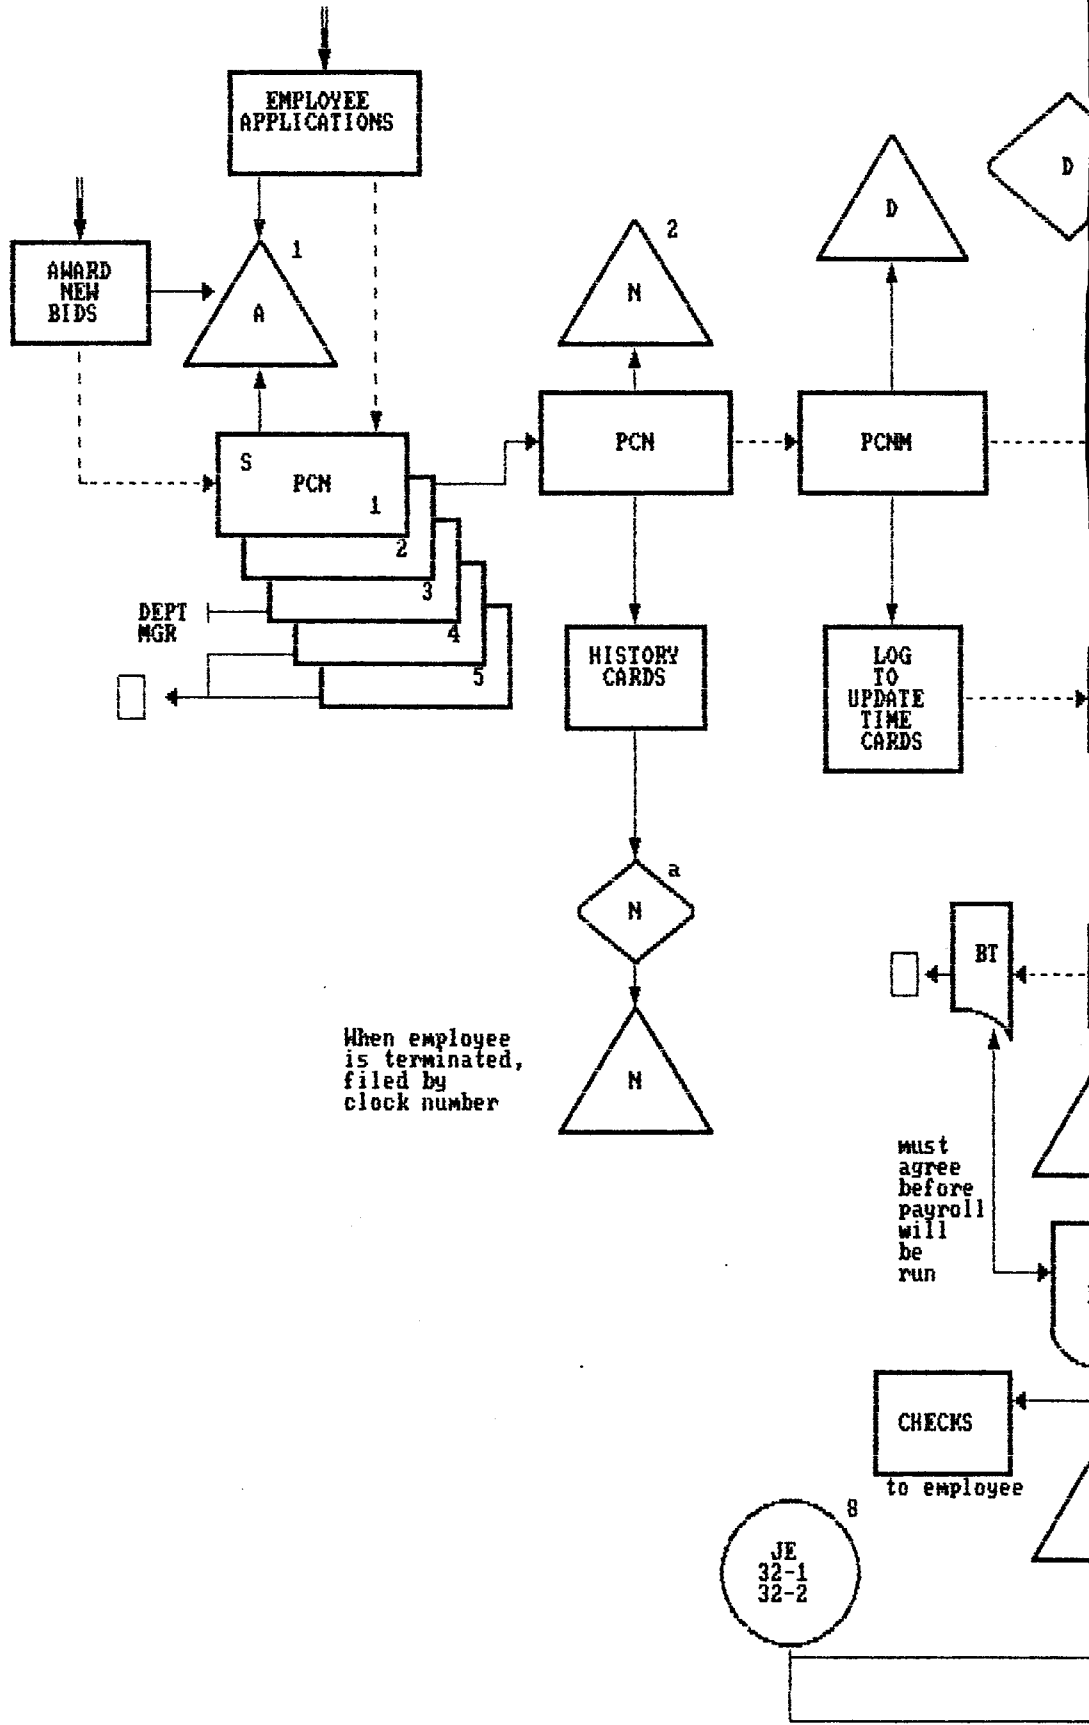 EMPLOYEE
APPLICATIONS
D
D
AWARD
NEW
BIDS
1
A
2
N
S
PCN
1
2
3
4
5
PCN
PCNM
DEPT
MGR
HISTORY
CARDS
LOG
TO
UPDATE
TIME
CARDS
a
N
BT
When employee
is terminated,
filed by
clock number
N
must
agree
before
payroll
will
be
run
CHECKS
to employee
8
JE
32-1
32-2